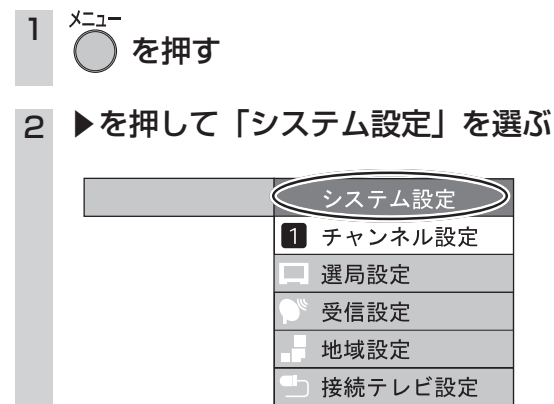 1 メニュー
を押す
2 ▶を押して「システム設定」を選ぶ
システム設定
1 チャンネル設定
選局設定
受信設定
地域設定
接続テレビ設定